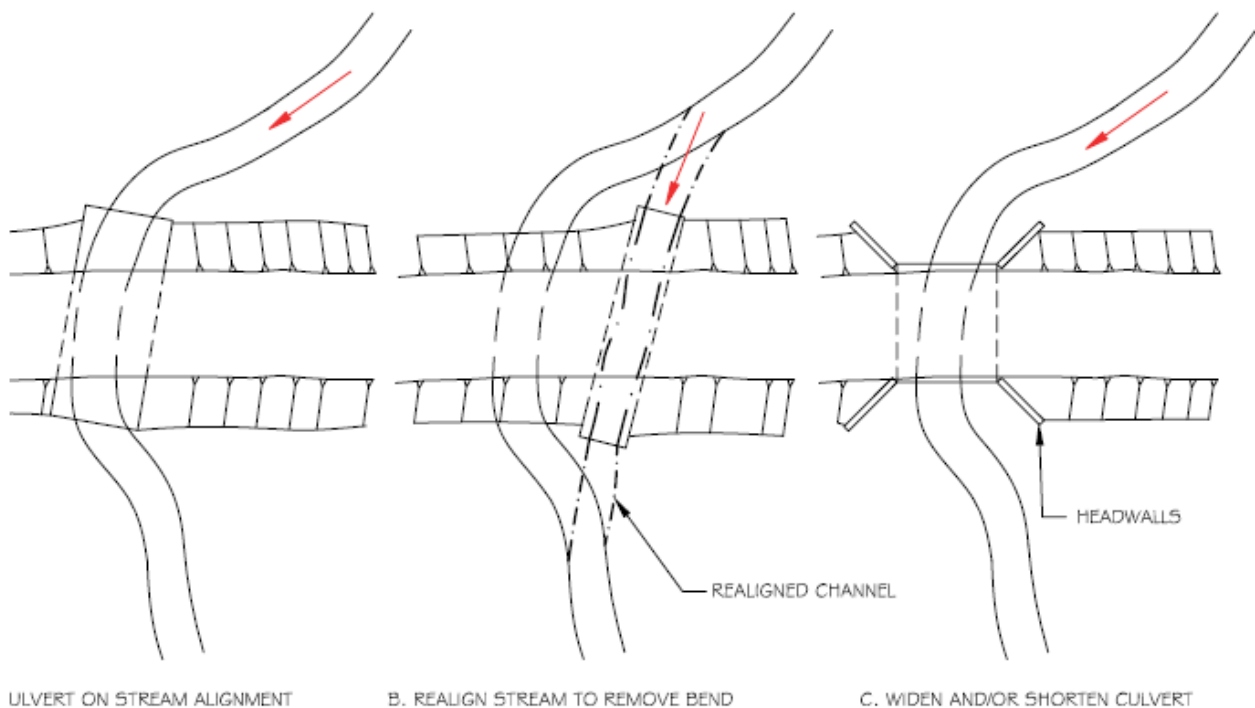 HEADWALLS
REALIGNED CHANNEL
ULVERT ON STREAM ALIGNMENT
B. REALIGN STREAM TO REMOVE BEND
C. WIDEN AND/OR SHORTEN CULVERT